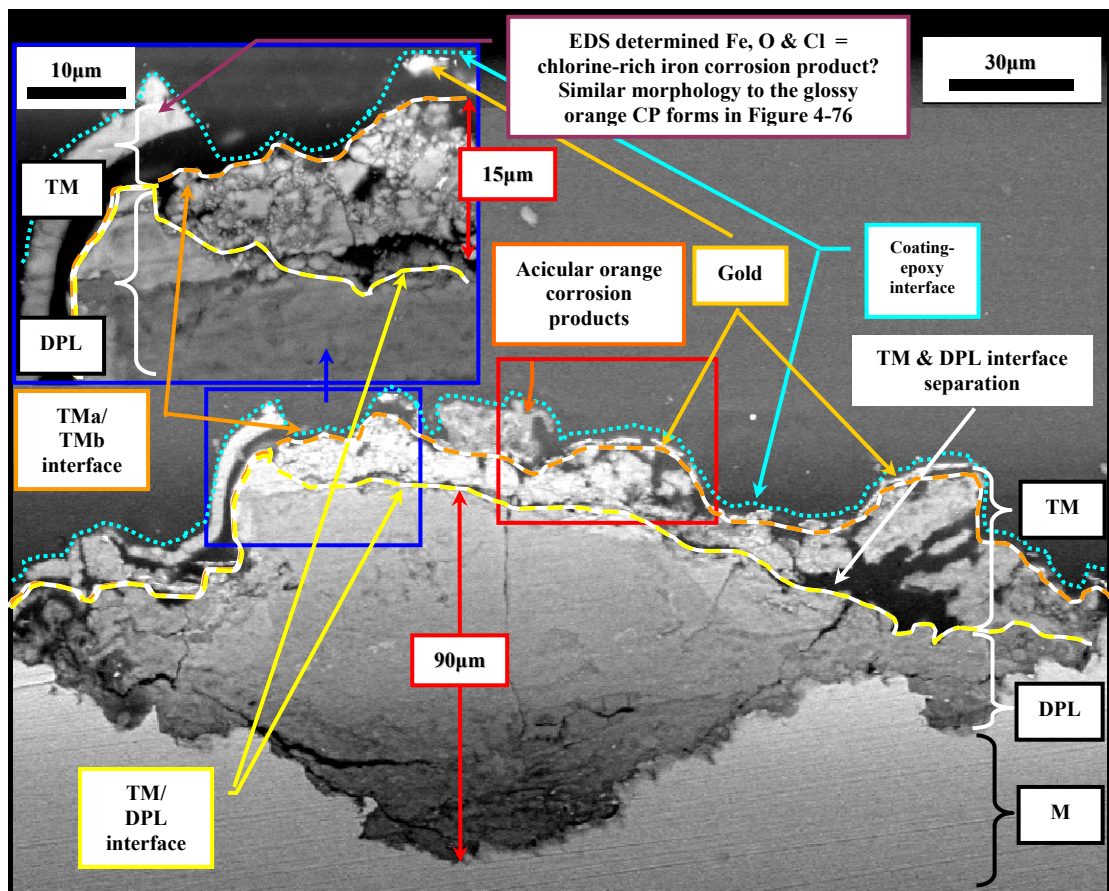 10µm
EDS determined Fe, O & Cl =
chlorine-rich iron corrosion product?
Similar morphology to the glossy
orange CP forms in Figure 4-76
30µm
TM
15µm
Acicular orange
corrosion
products
Gold
Coating-
epoxy
interface
DPL
TM & DPL interface
separation
TMa/
TMb
interface
TM
90µm
DPL
TM/
DPL
interface
M